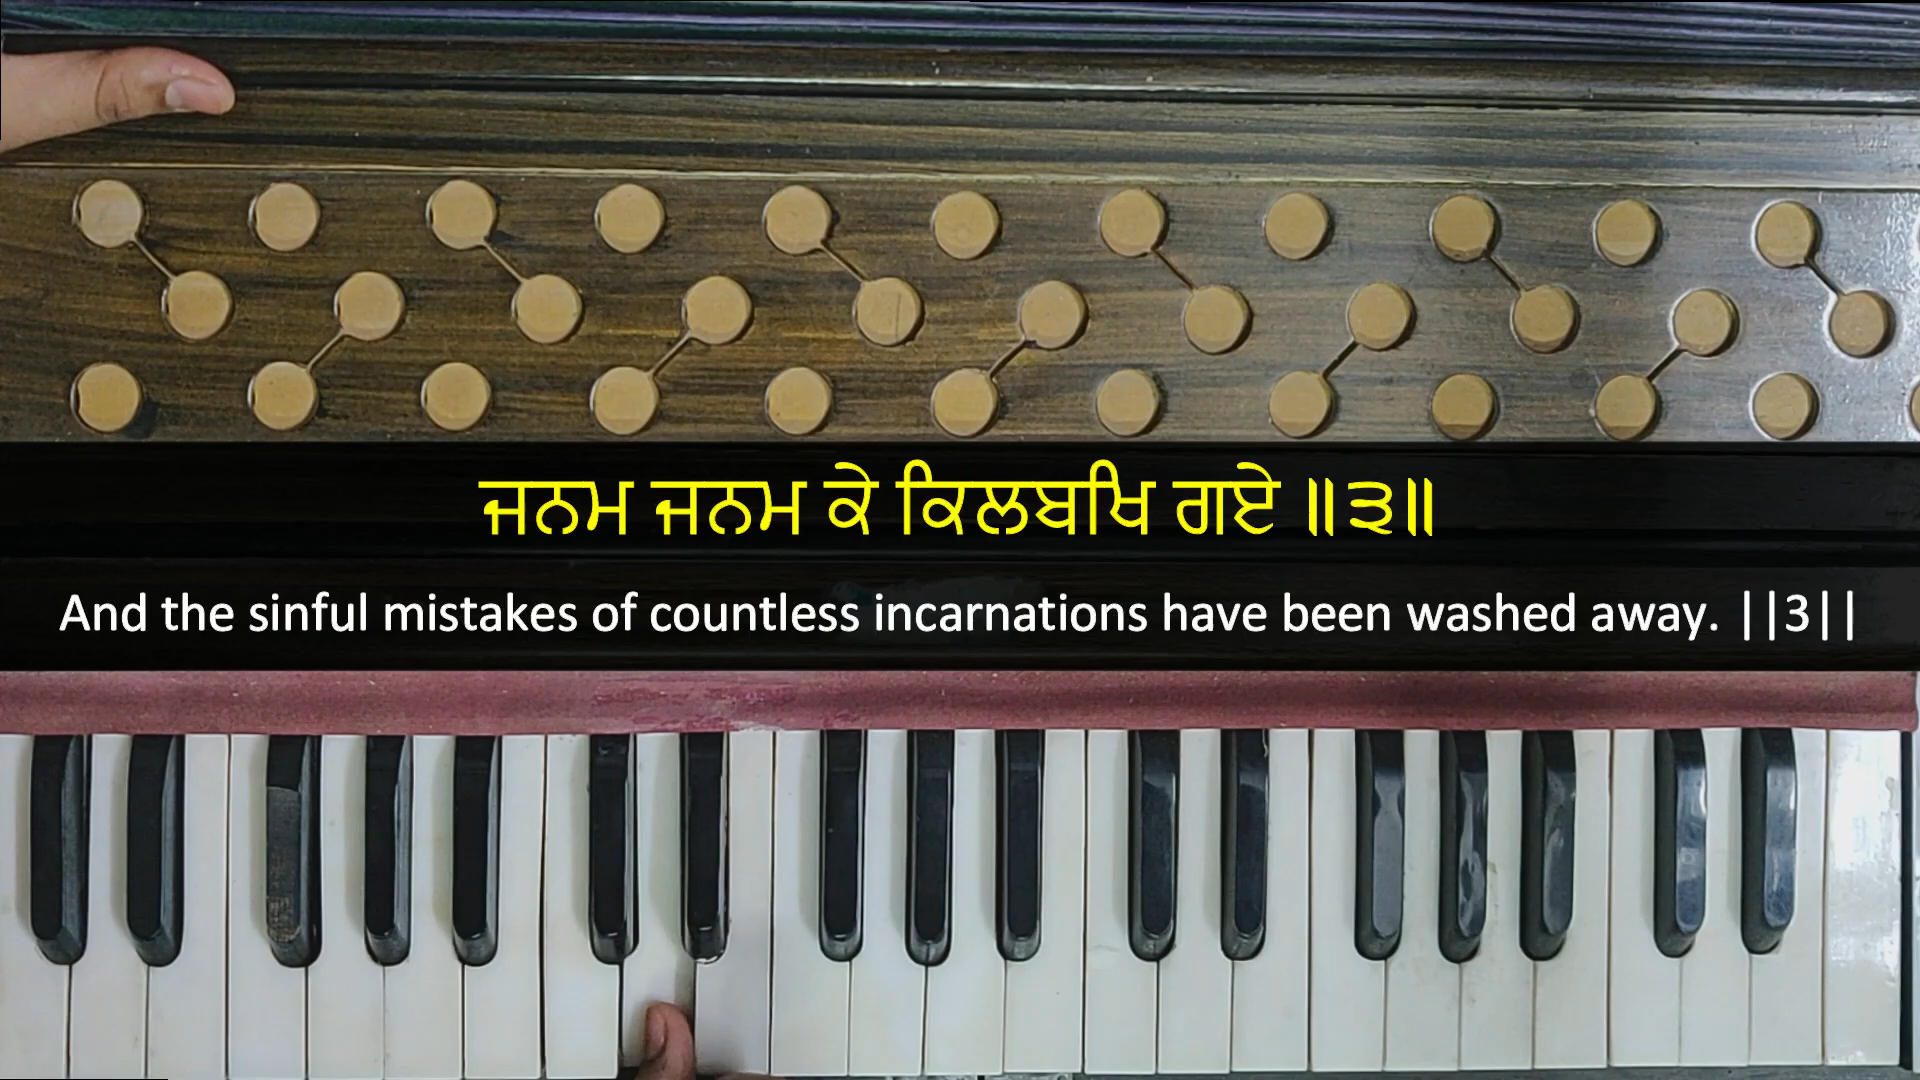 ਜਨਮ ਜਨਮ ਕੇ ਕਿਲਬਖਿ ਗਏ ॥੩॥
And the sinful mistakes of countless incarnations have been washed away. ||3||